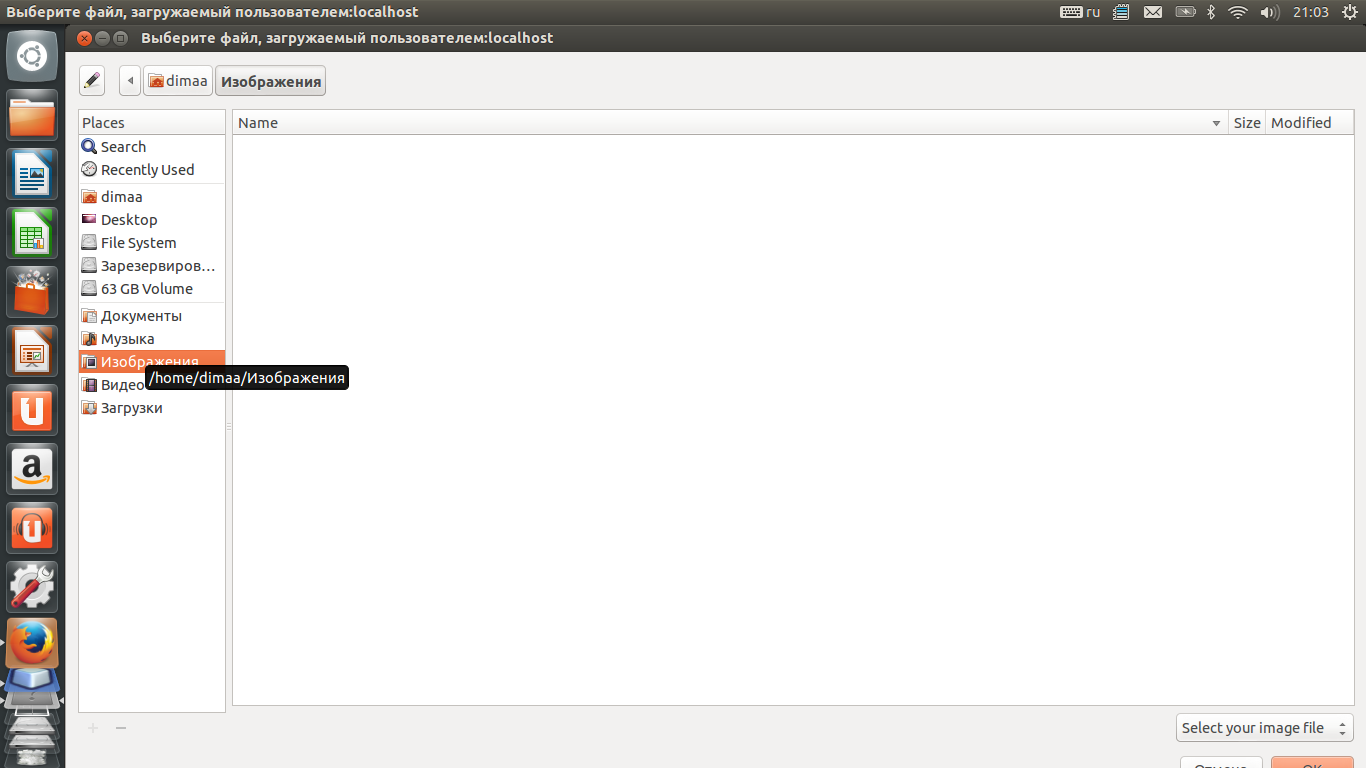 Выберите файл, загружаемый пользователем:localhost
ru
21:03
Выберите файл, загружаемый пользователем:localhost
dimaa
Изображения
Places
Name
Size
Modified
Search
Recently Used
dimaa
Desktop
File System
Зарезервиров…
63 GB Volume
Документы
Музыка
Изображения
/home/dimaa/Изображения
Видео
Загрузки
Select your image file